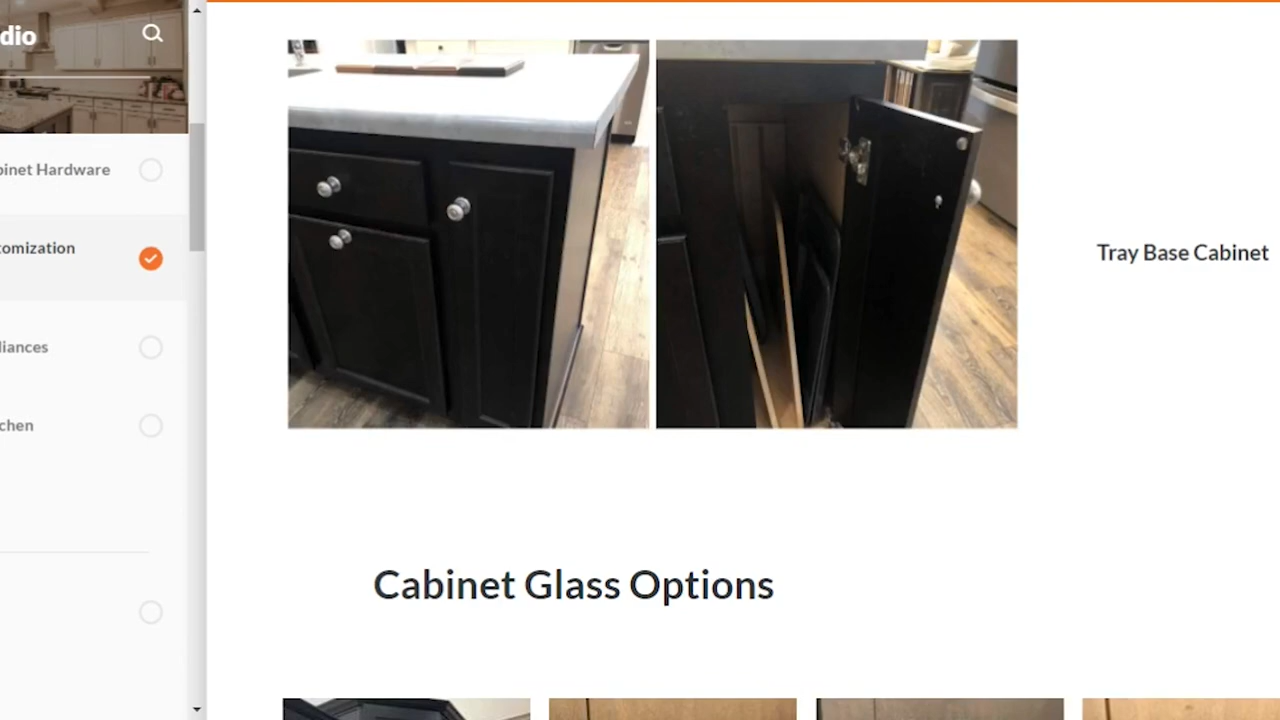 dio
binet Hardware
tomization
liances
chen
Tray Base Cabinet
Cabinet Glass Options